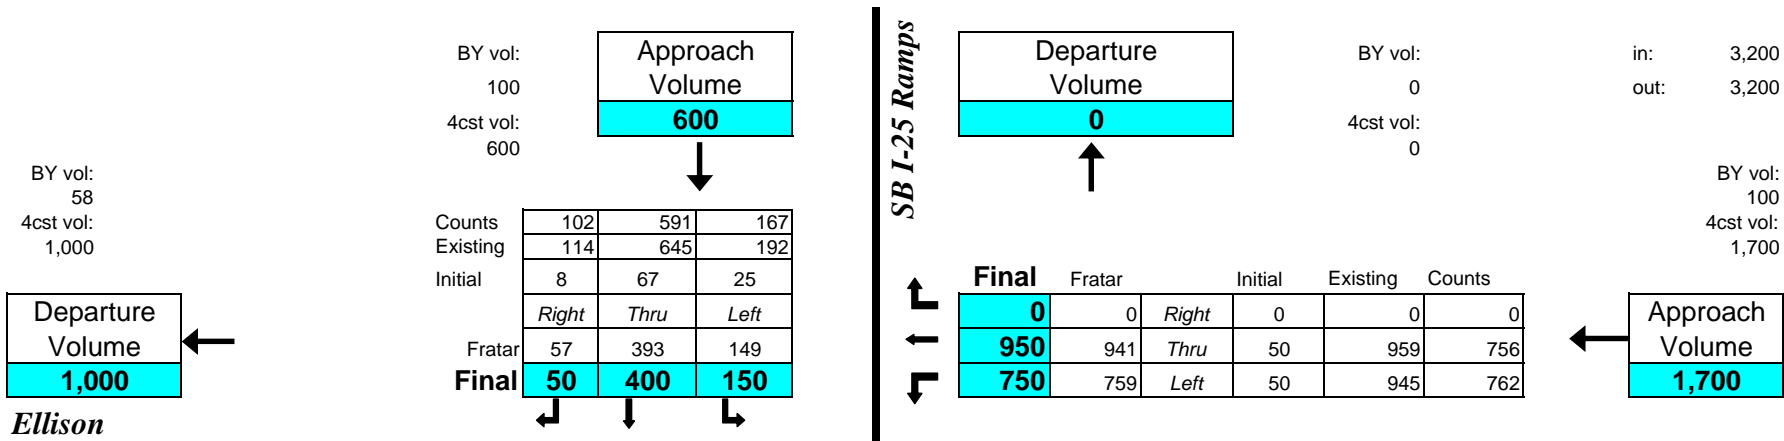 BY vol:
100
4cst vol:
600
Approach
Volume
600
SB I-25 Ramps
Departure
Volume
0
BY vol:
0
4cst vol:
0
in: 3,200
out: 3,200
BY vol:
58
4cst vol:
1,000
Departure
Volume
1,000
Ellison
Counts 102 591 167
Existing 114 645 192
Initial 8 67 25
Right Thru Left
Fratar 57 393 149
Final 50 400 150
Final Fratar Initial Existing Counts
0 0 Right 0 0 0
950 941 Thru 50 959 756
750 759 Left 50 945 762
BY vol:
100
4cst vol:
1,700
Approach
Volume
1,700